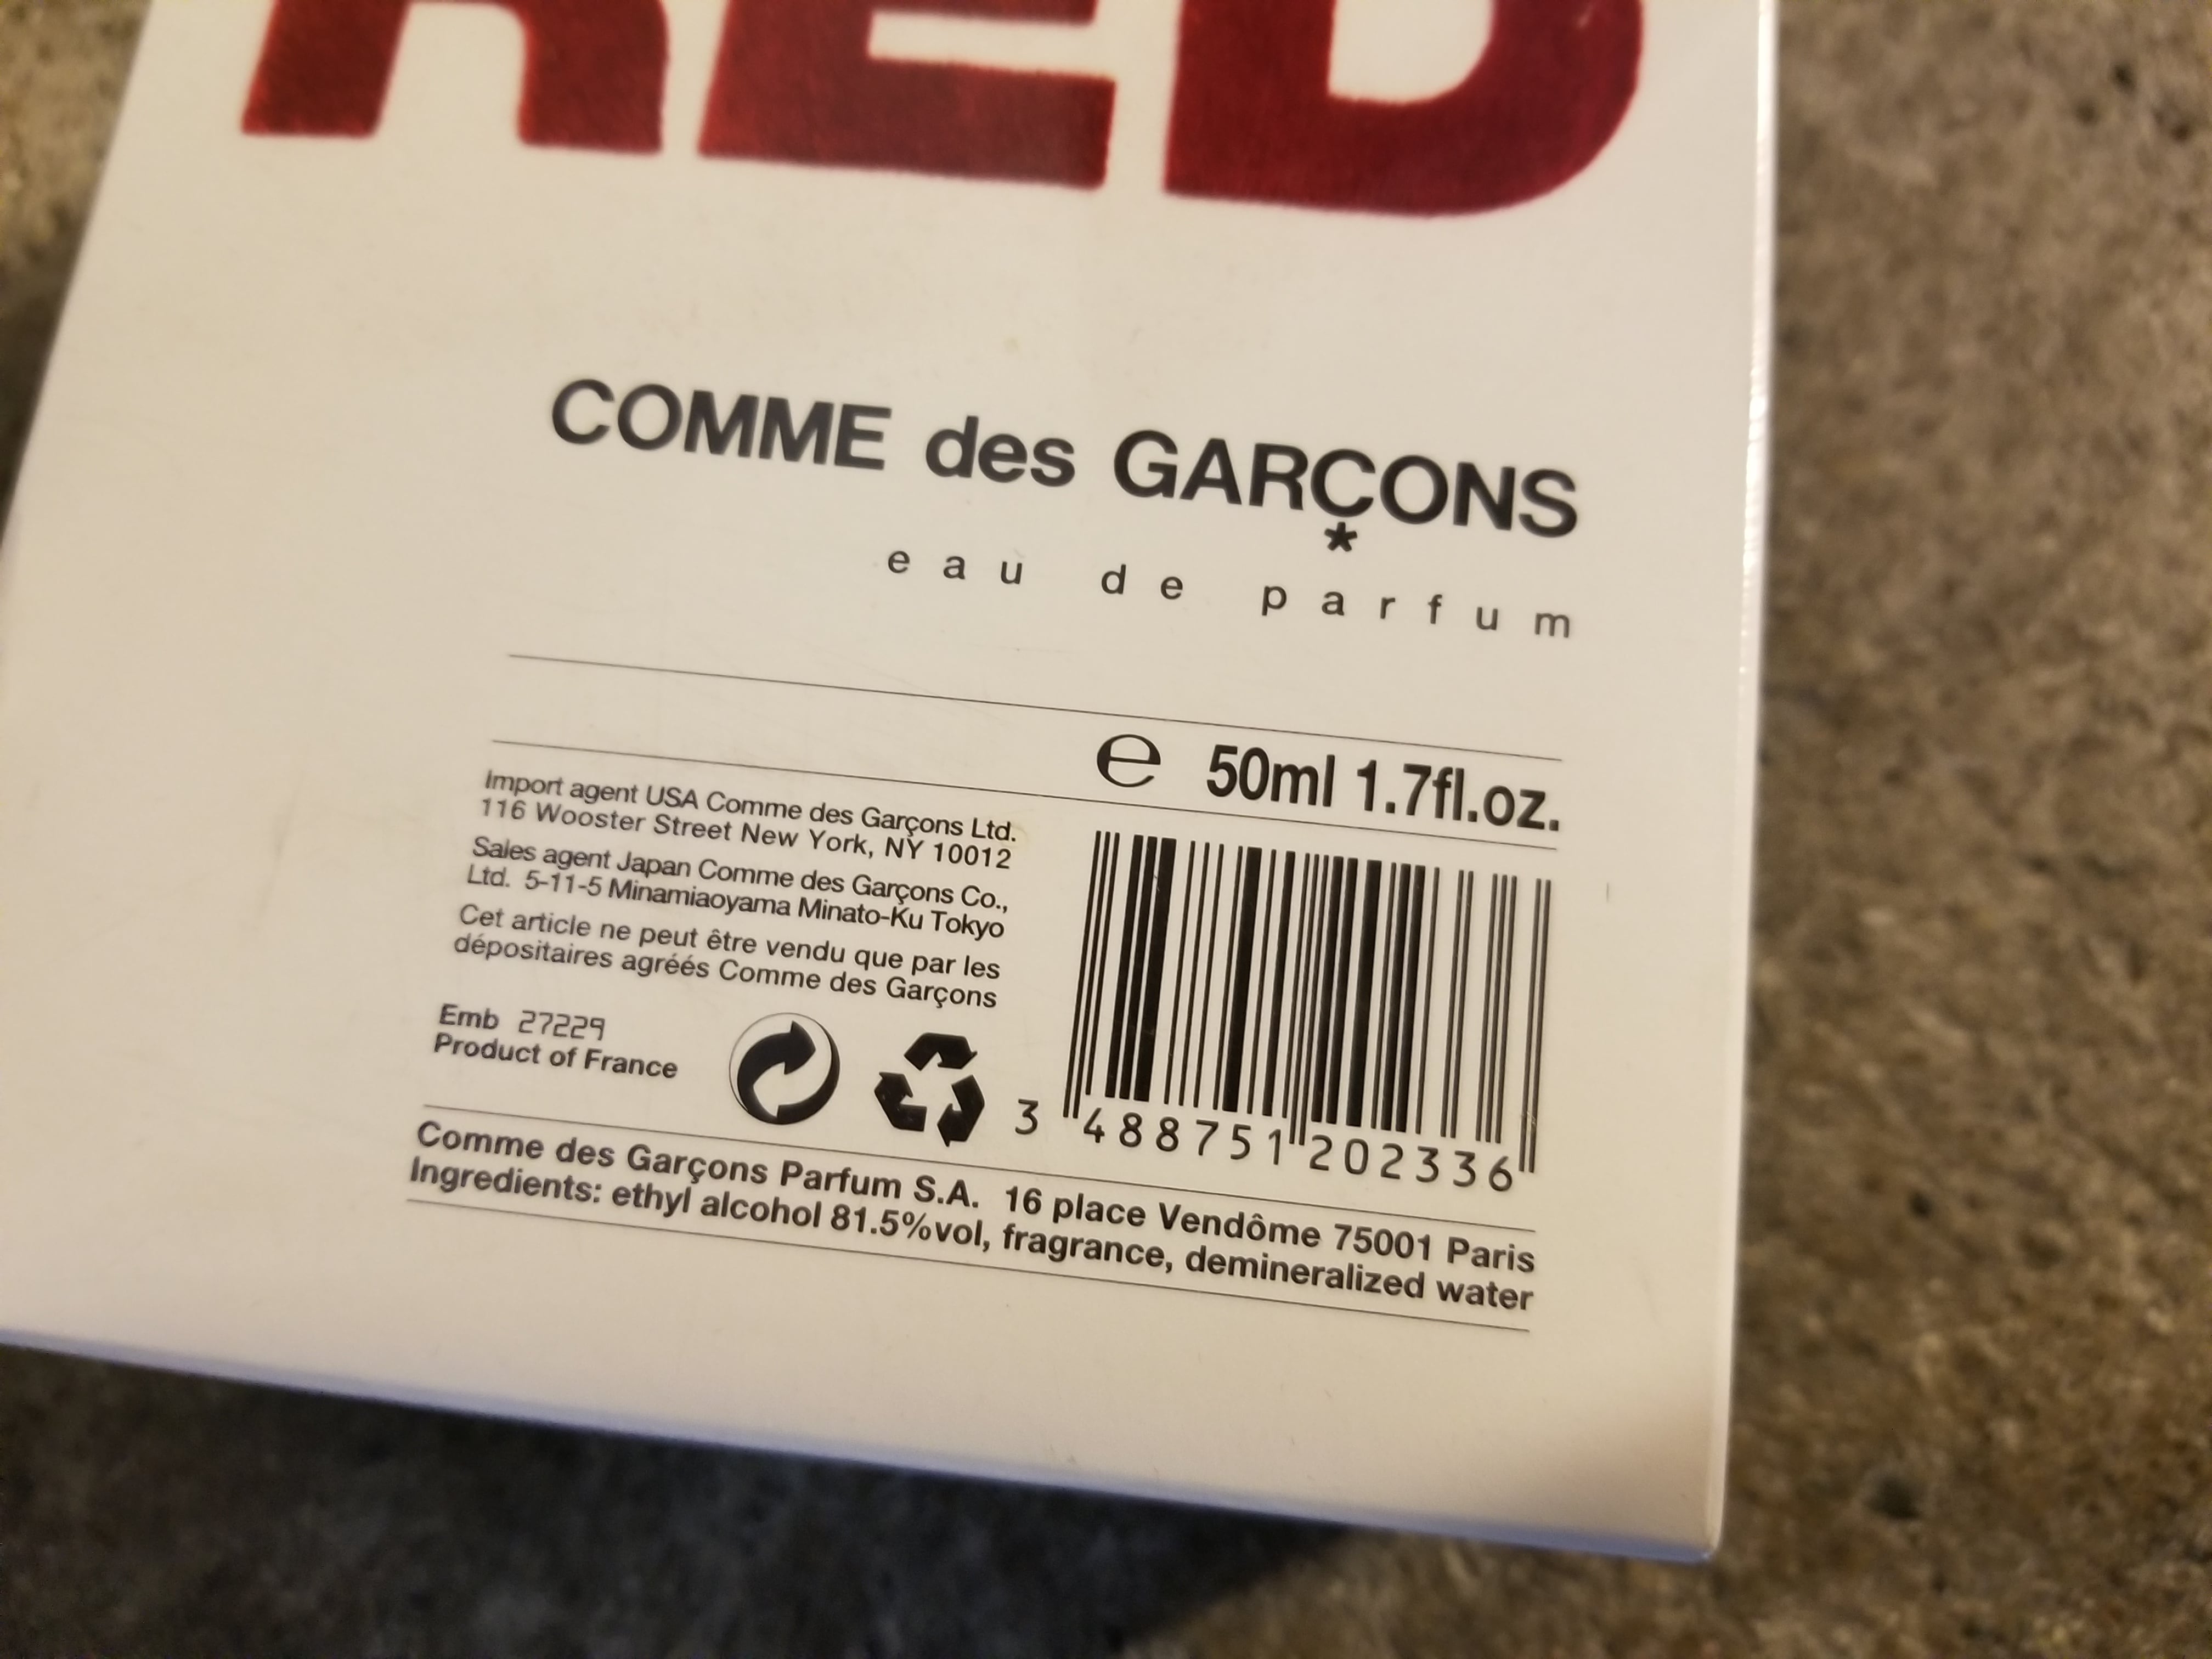 RED
COMME des GARÇONS
eau de parfum
℮ 50ml 1.7fl.oz.
Import agent USA Comme des Garçons Ltd.
116 Wooster Street New York, NY 10012
Sales agent Japan Comme des Garçons Co.,
Ltd. 5-11-5 Minamiaoyama Minato-Ku Tokyo
Cet article ne peut être vendu que par les
dépositaires agréés Comme des Garçons
Emb 27229
Product of France
3 488751 202336
Comme des Garçons Parfum S.A. 16 place Vendôme 75001 Paris
Ingredients: ethyl alcohol 81.5%vol, fragrance, demineralized water